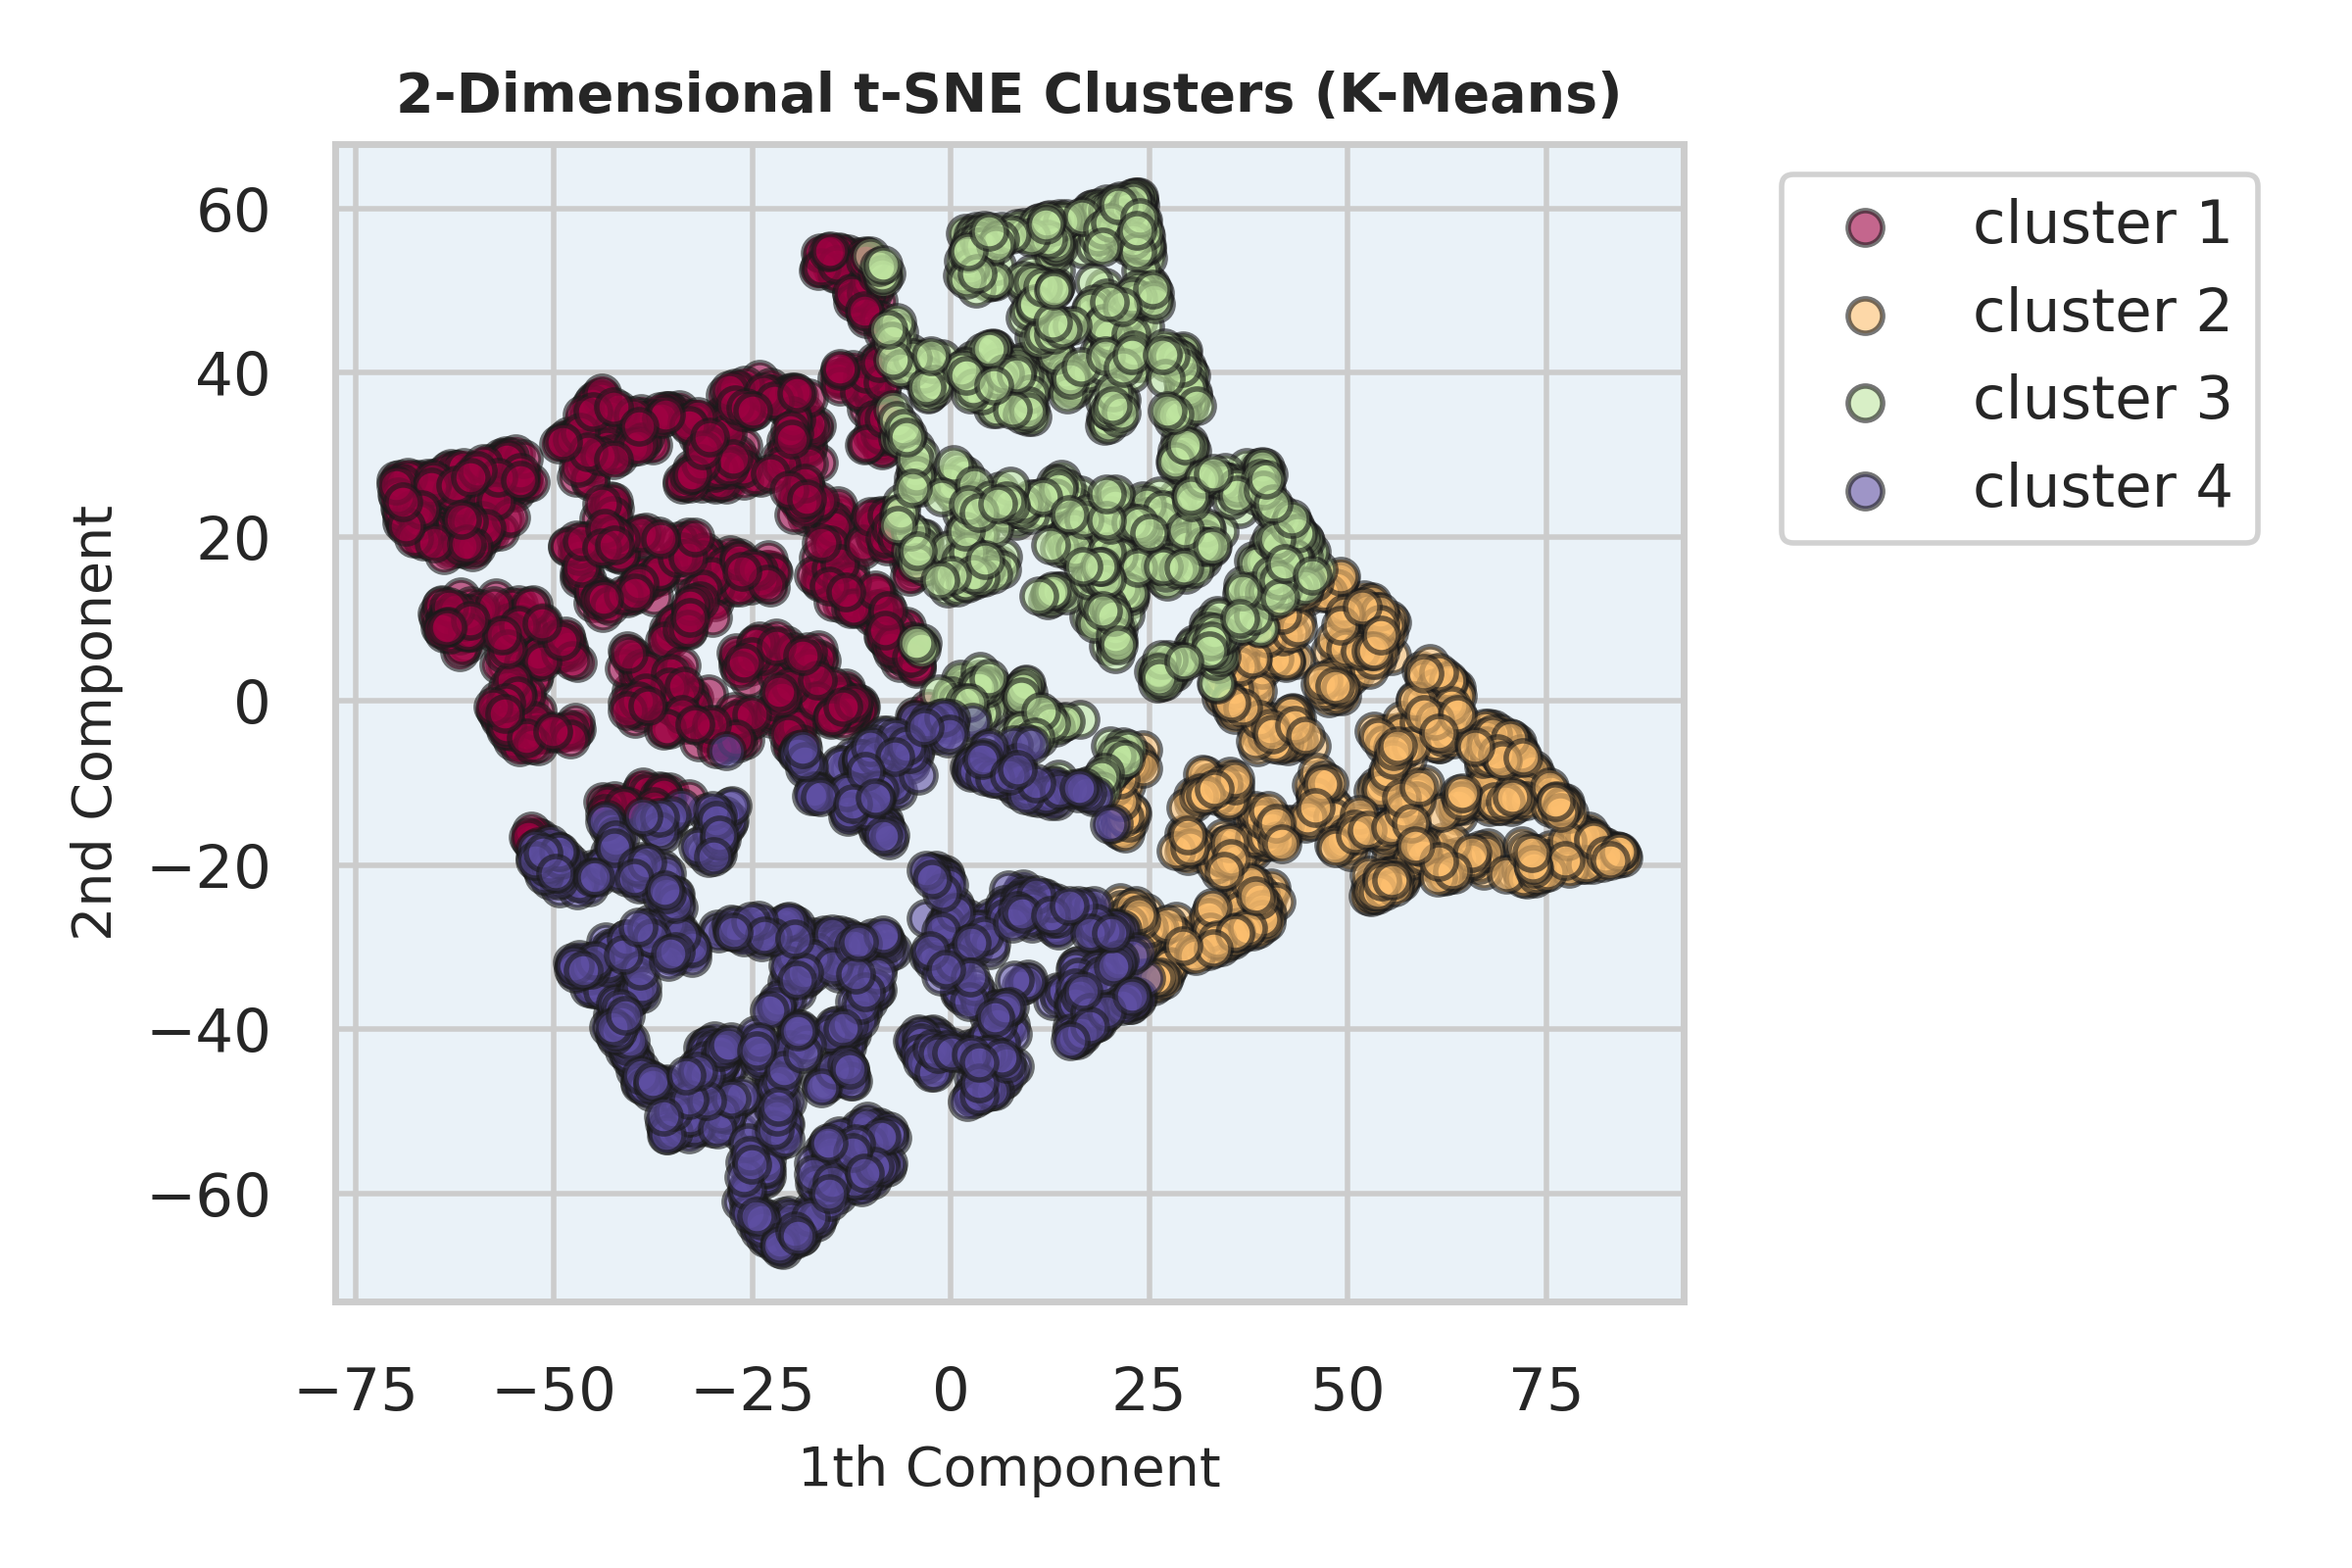 2-Dimensional t-SNE Clusters (K-Means)
cluster 1
cluster 2
cluster 3
cluster 4
2nd Component
60
40
20
0
−20
−40
−60
−75 −50 −25 0 25 50 75
1th Component